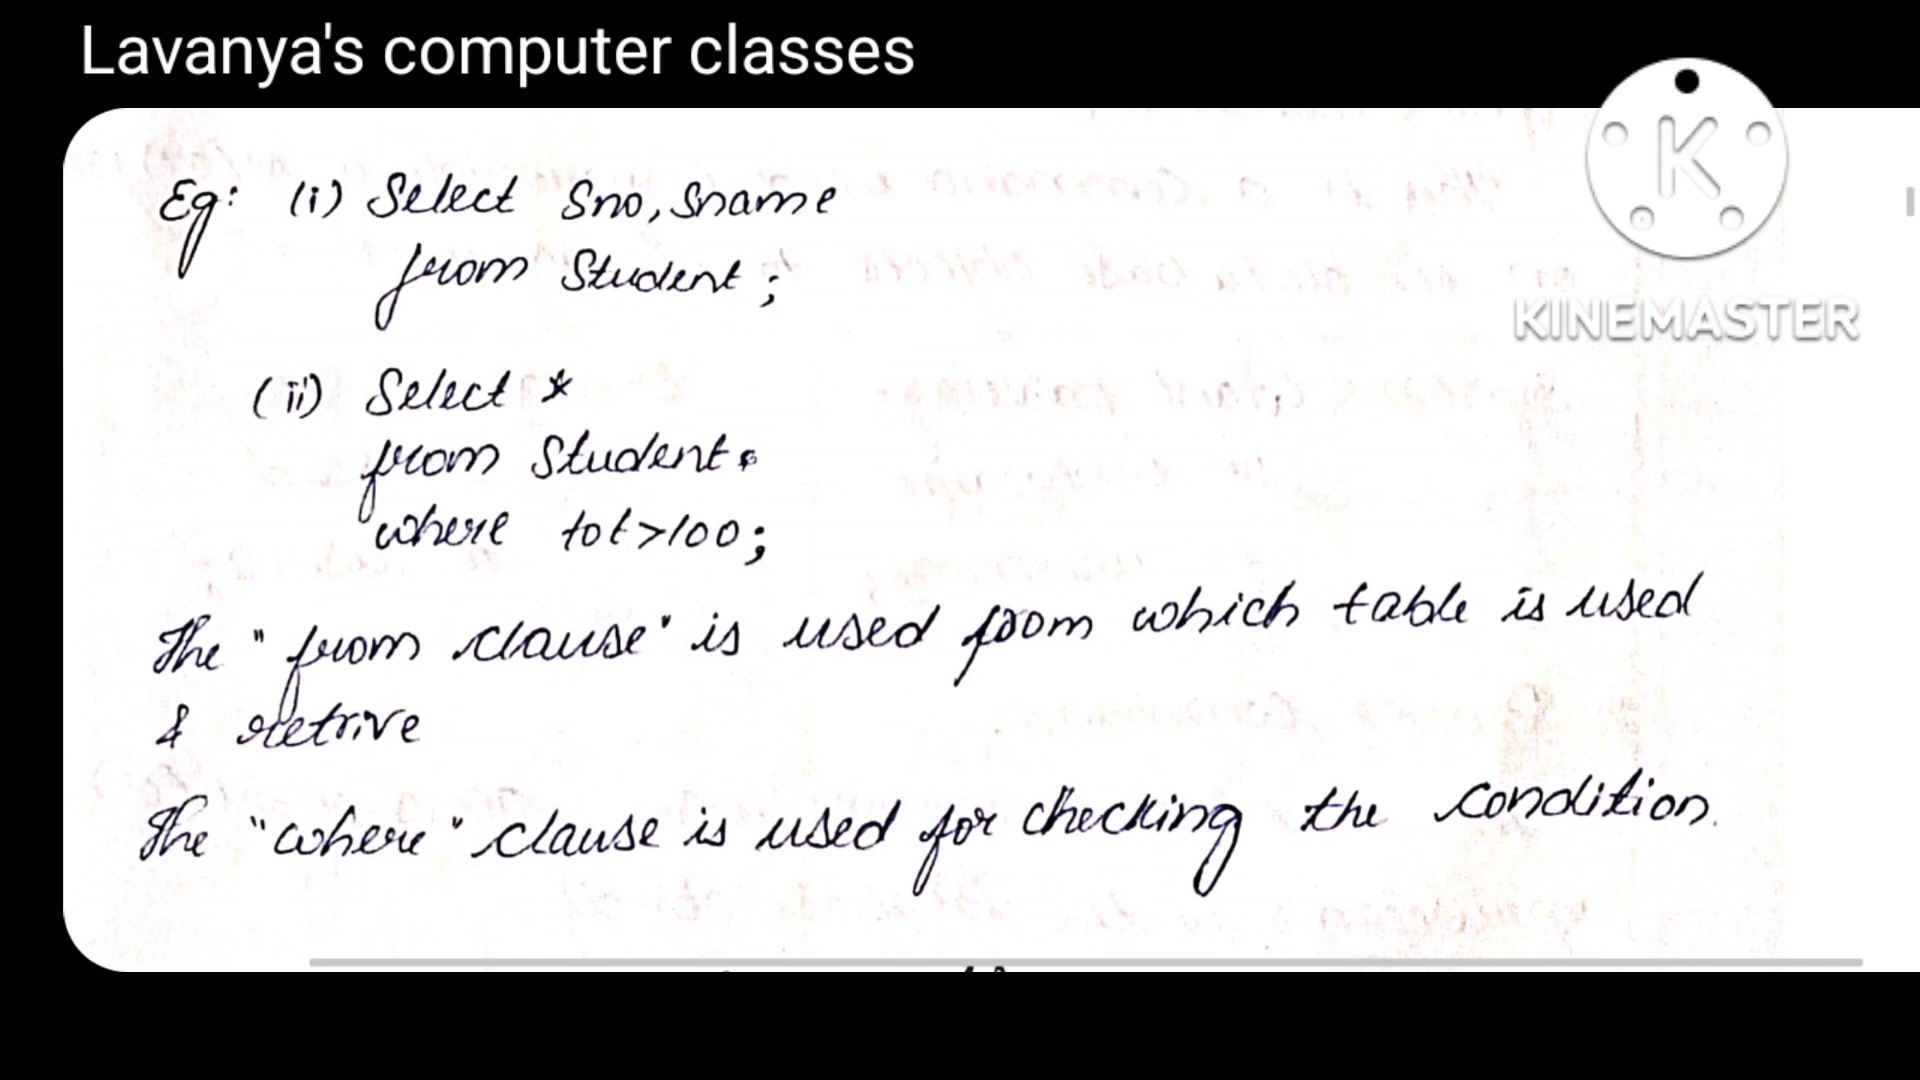 Lavanya's computer classes
K
KINEMASTER
Eg: (i) Select Sno, Sname
from Student;
(ii) Select *
from Student
where tot>100;
The "from clause" is used from which table is used
& retrive
The "where" clause is used for checking the condition.